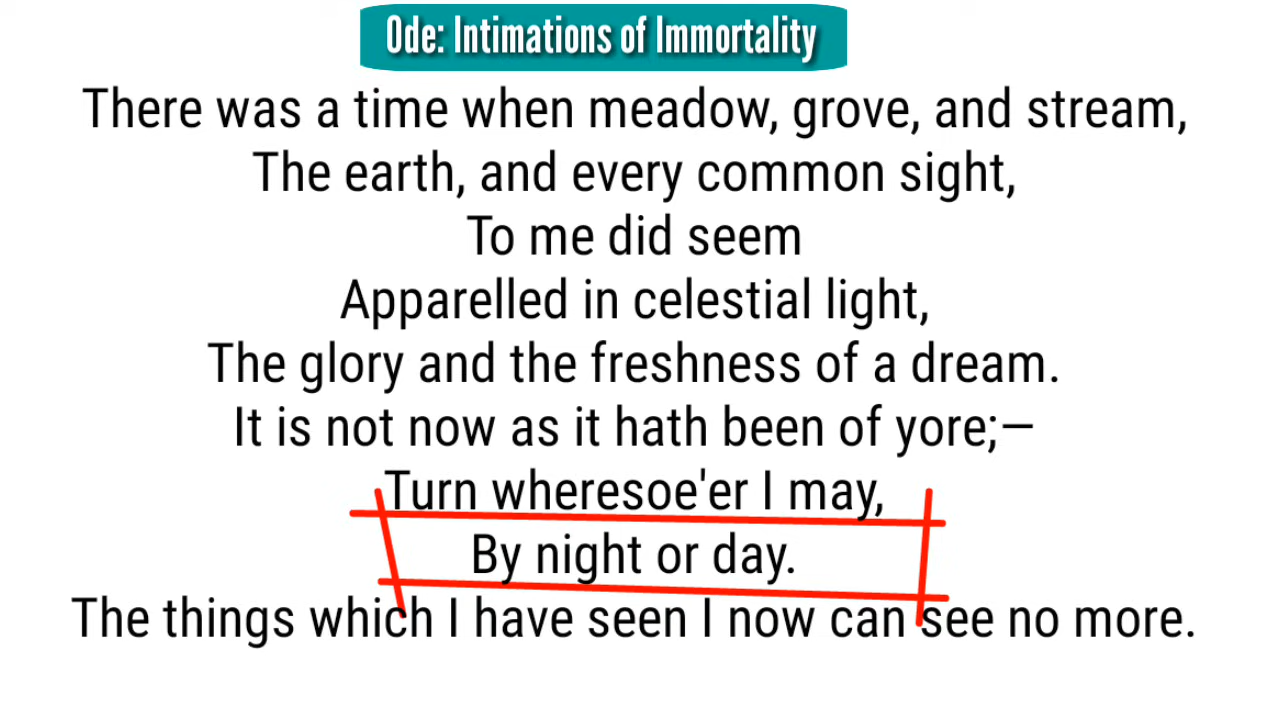 Ode: Intimations of Immortality
There was a time when meadow, grove, and stream,
The earth, and every common sight,
To me did seem
Apparelled in celestial light,
The glory and the freshness of a dream.
It is not now as it hath been of yore;—
Turn wheresoe'er I may,
By night or day.
The things which I have seen I now can see no more.